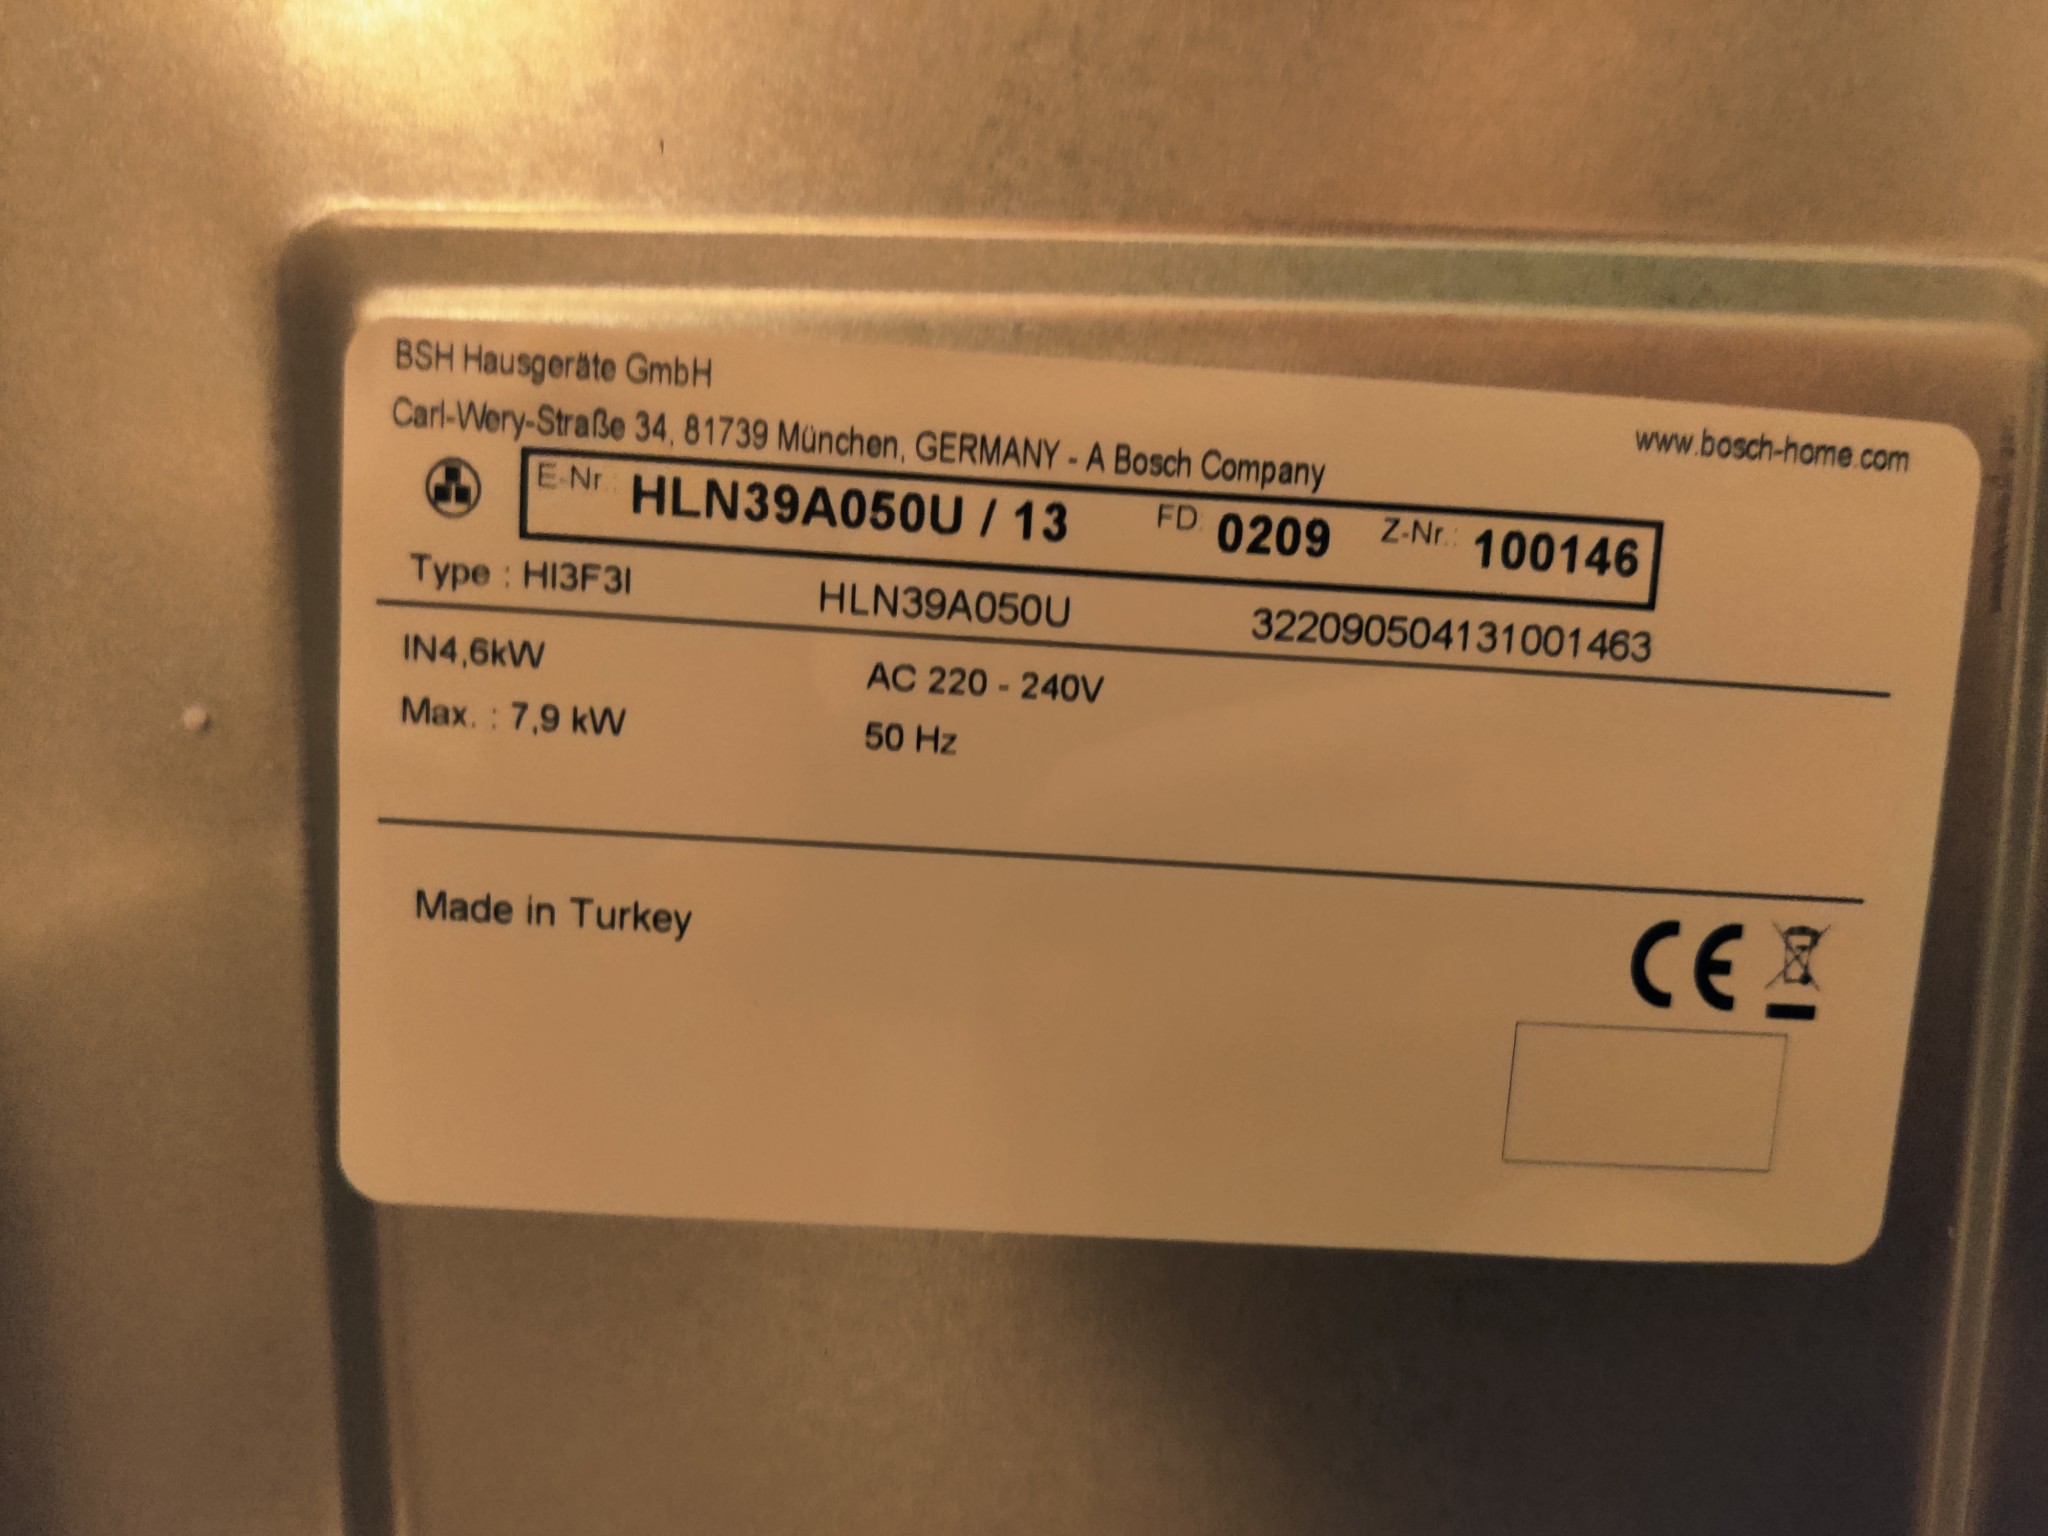 BSH Hausgeräte GmbH
Carl-Wery-Straße 34, 81739 München, GERMANY - A Bosch Company
www.bosch-home.com
E-Nr.: HLN39A050U / 13 FD: 0209 Z-Nr.: 100146
Type : HI3F3I HLN39A050U 322090504131001463
IN4,6kW AC 220 - 240V
Max. : 7,9 kW 50 Hz
Made in Turkey
CE